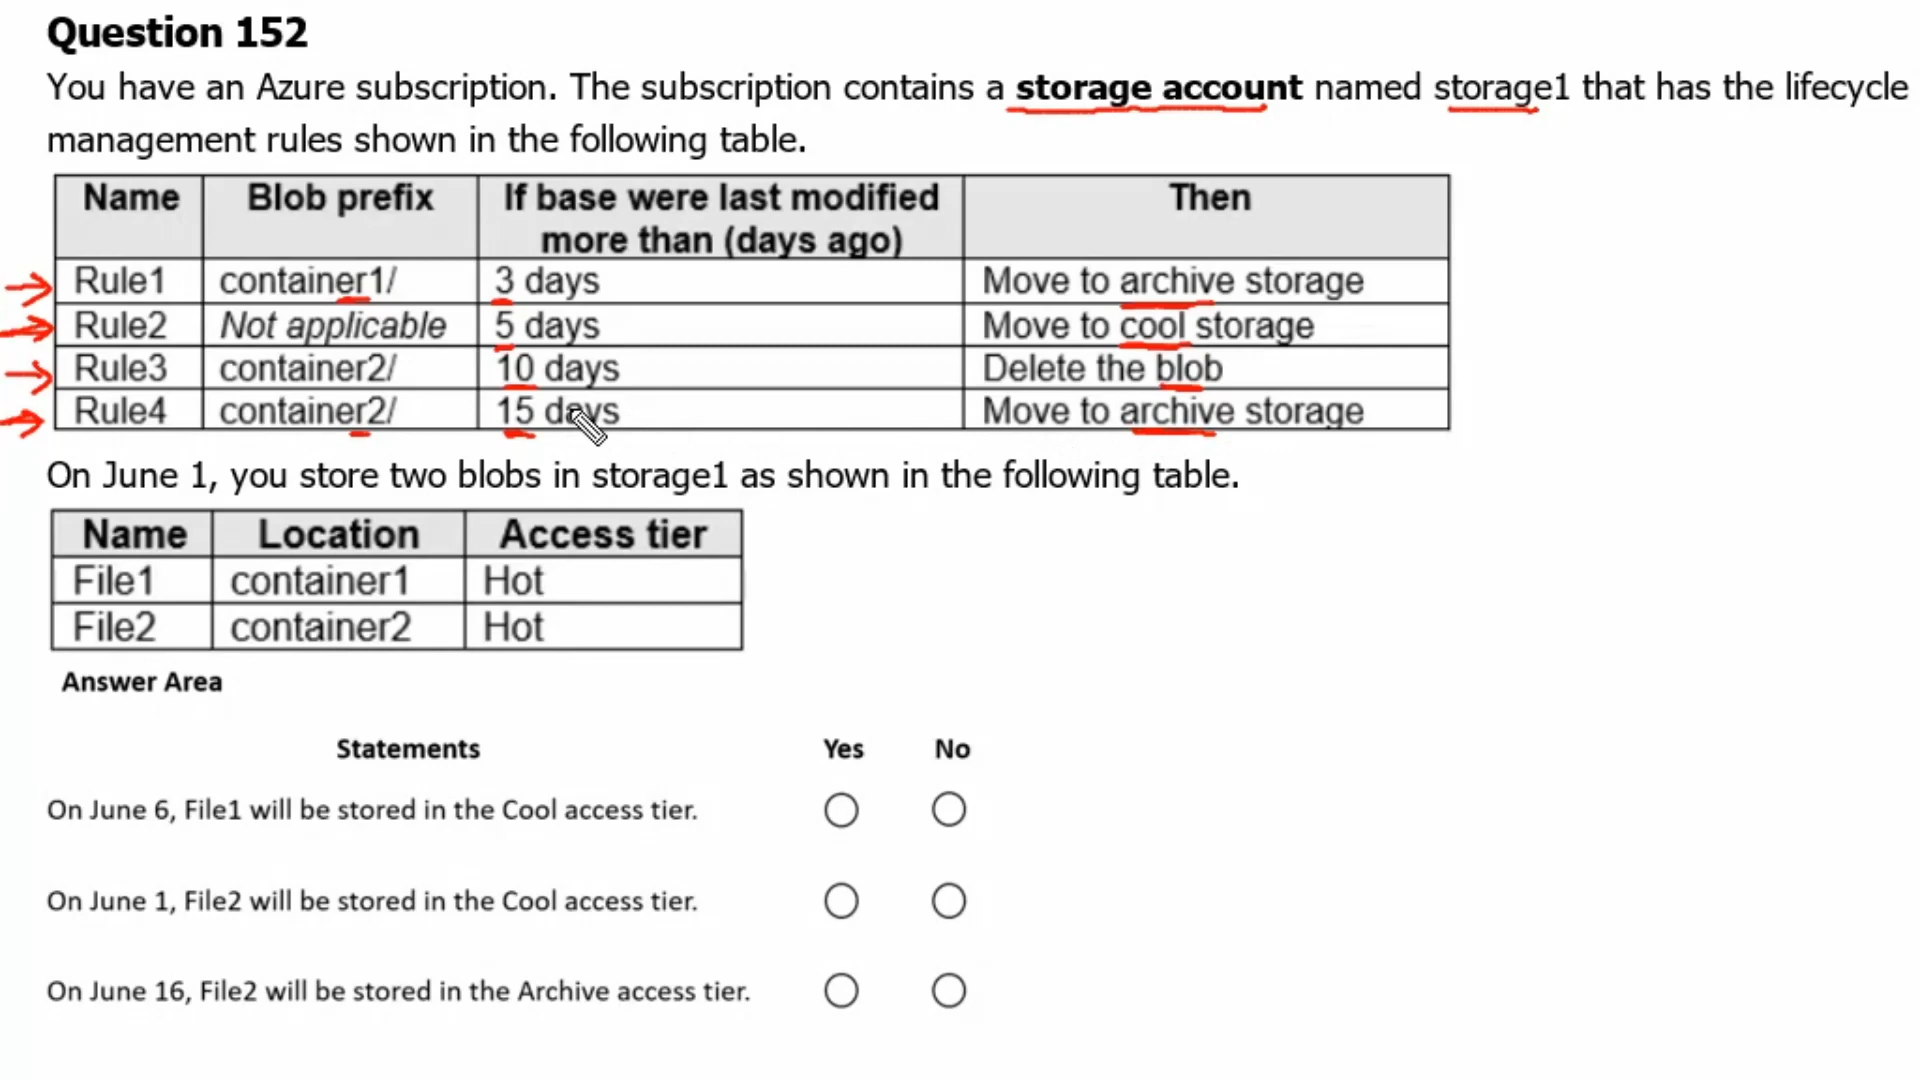 Question 152
You have an Azure subscription. The subscription contains a storage account named storage1 that has the lifecycle
management rules shown in the following table.
Name Blob prefix If base were last modified more than (days ago) Then
Rule1 container1/ 3 days Move to archive storage
Rule2 Not applicable 5 days Move to cool storage
Rule3 container2/ 10 days Delete the blob
Rule4 container2/ 15 days Move to archive storage
On June 1, you store two blobs in storage1 as shown in the following table.
Name Location Access tier
File1 container1 Hot
File2 container2 Hot
Answer Area
Statements Yes No
On June 6, File1 will be stored in the Cool access tier.
On June 1, File2 will be stored in the Cool access tier.
On June 16, File2 will be stored in the Archive access tier.